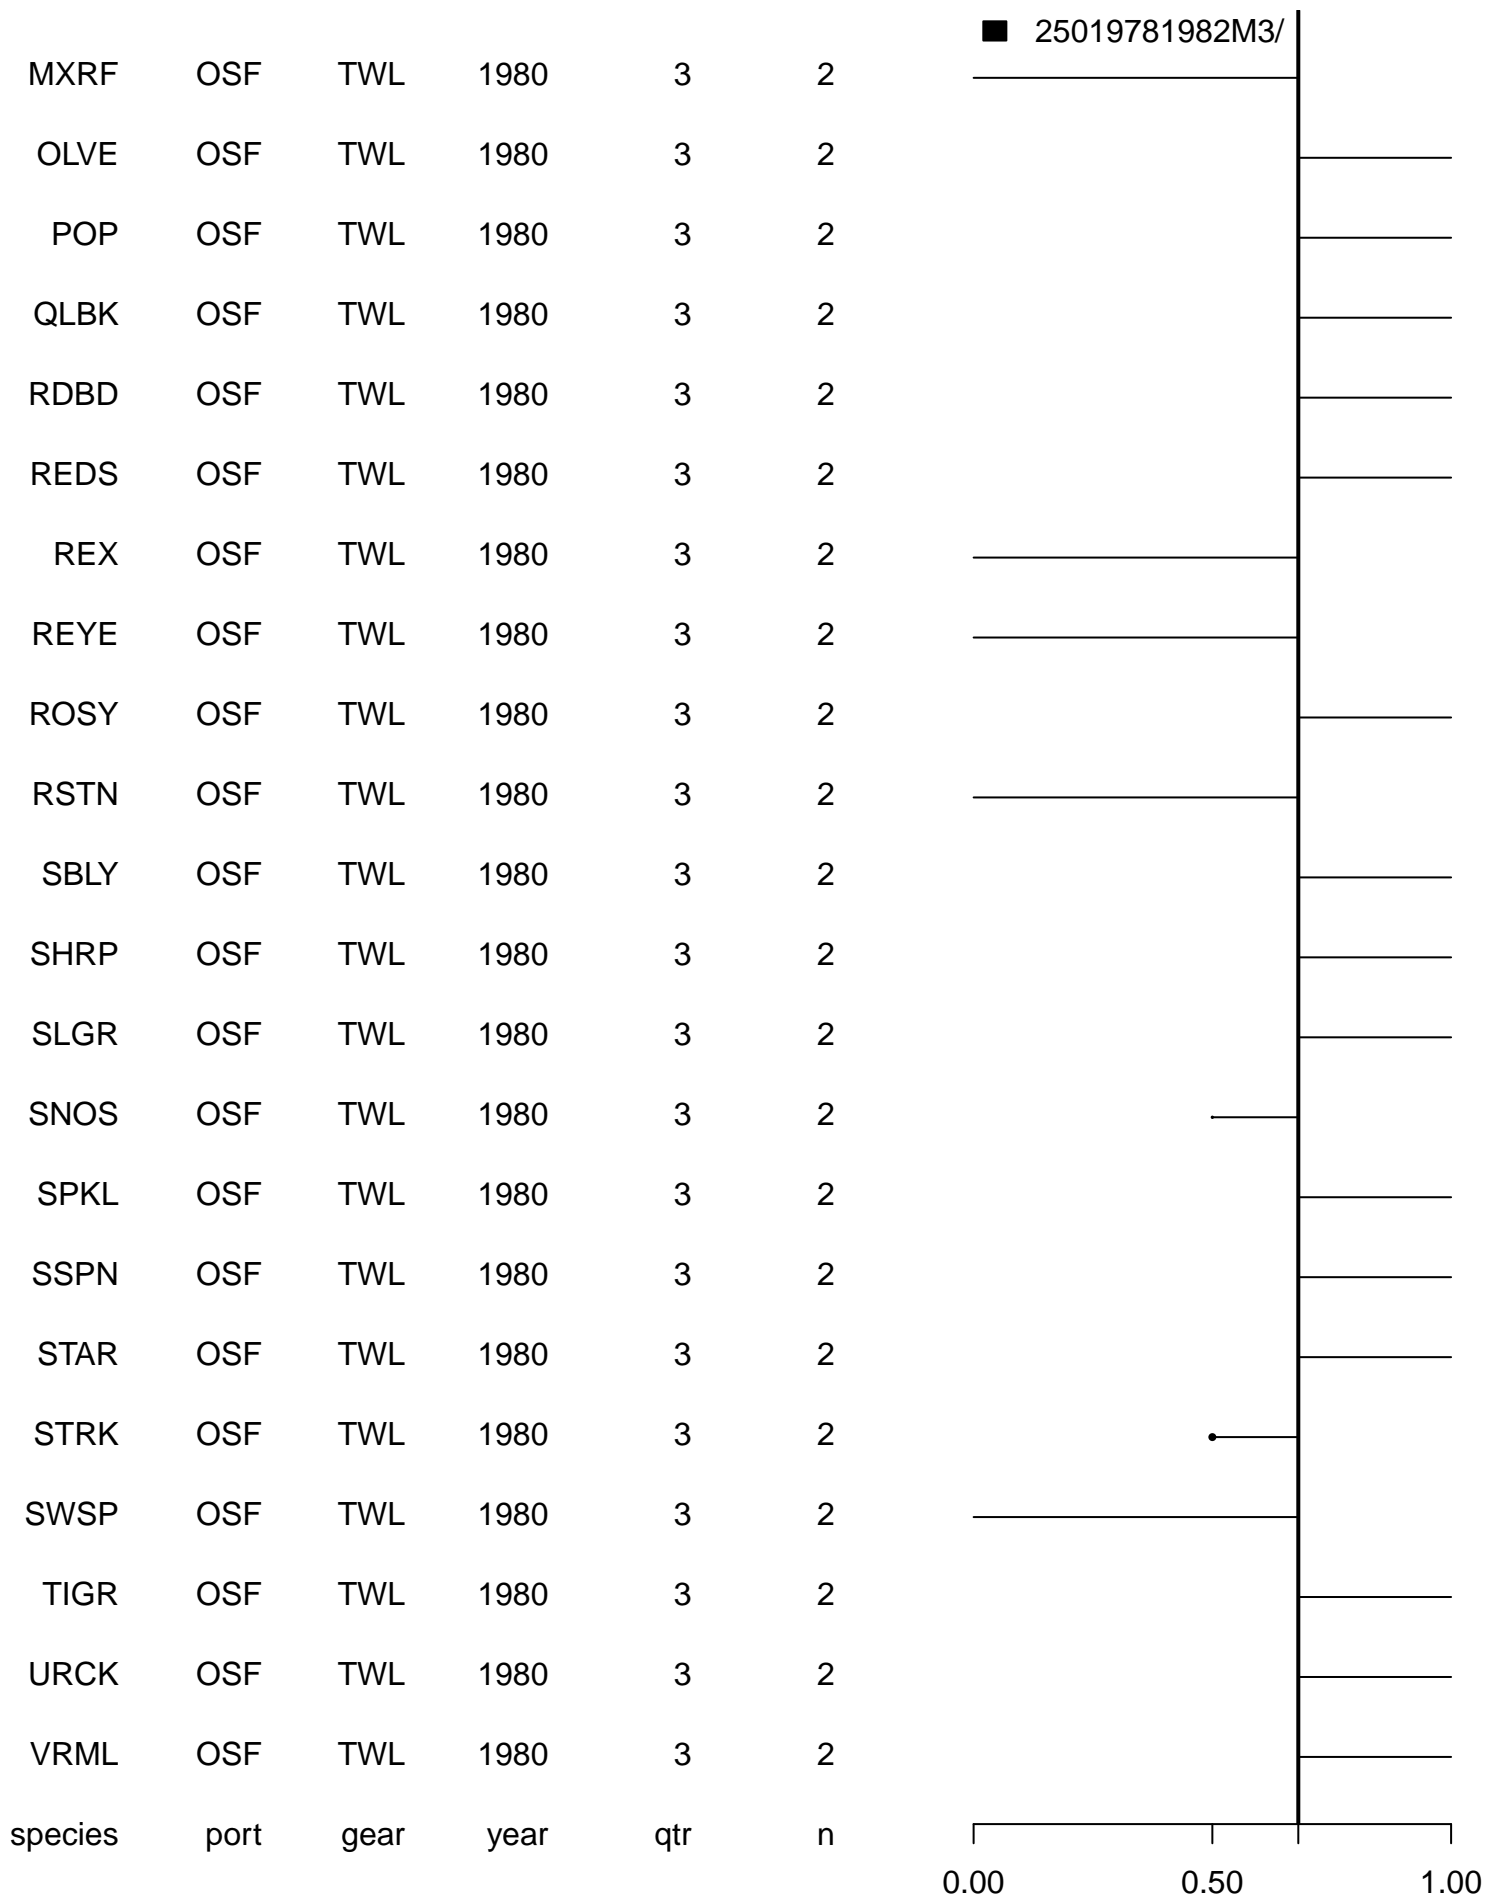 25019781982M3/
MXRF OSF TWL 1980 3 2
OLVE OSF TWL 1980 3 2
POP OSF TWL 1980 3 2
QLBK OSF TWL 1980 3 2
RDBD OSF TWL 1980 3 2
REDS OSF TWL 1980 3 2
REX OSF TWL 1980 3 2
REYE OSF TWL 1980 3 2
ROSY OSF TWL 1980 3 2
RSTN OSF TWL 1980 3 2
SBLY OSF TWL 1980 3 2
SHRP OSF TWL 1980 3 2
SLGR OSF TWL 1980 3 2
SNOS OSF TWL 1980 3 2
SPKL OSF TWL 1980 3 2
SSPN OSF TWL 1980 3 2
STAR OSF TWL 1980 3 2
STRK OSF TWL 1980 3 2
SWSP OSF TWL 1980 3 2
TIGR OSF TWL 1980 3 2
URCK OSF TWL 1980 3 2
VRML OSF TWL 1980 3 2
species port gear year qtr n
0.00 0.50 1.00